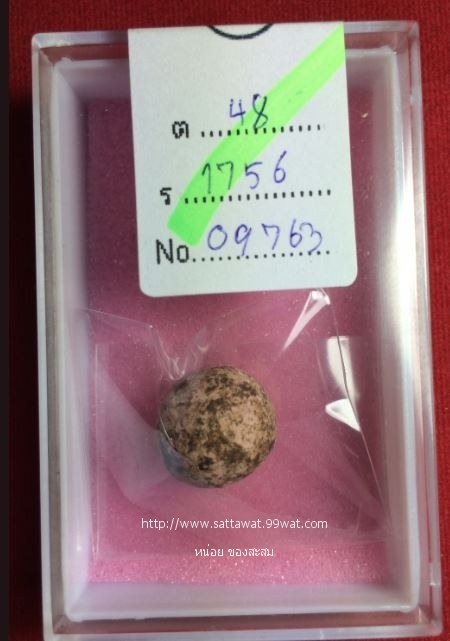 ต 48
ร 1756
No. 09763
http://www.sattawat.99wat.com
หน่อย ของสะสม